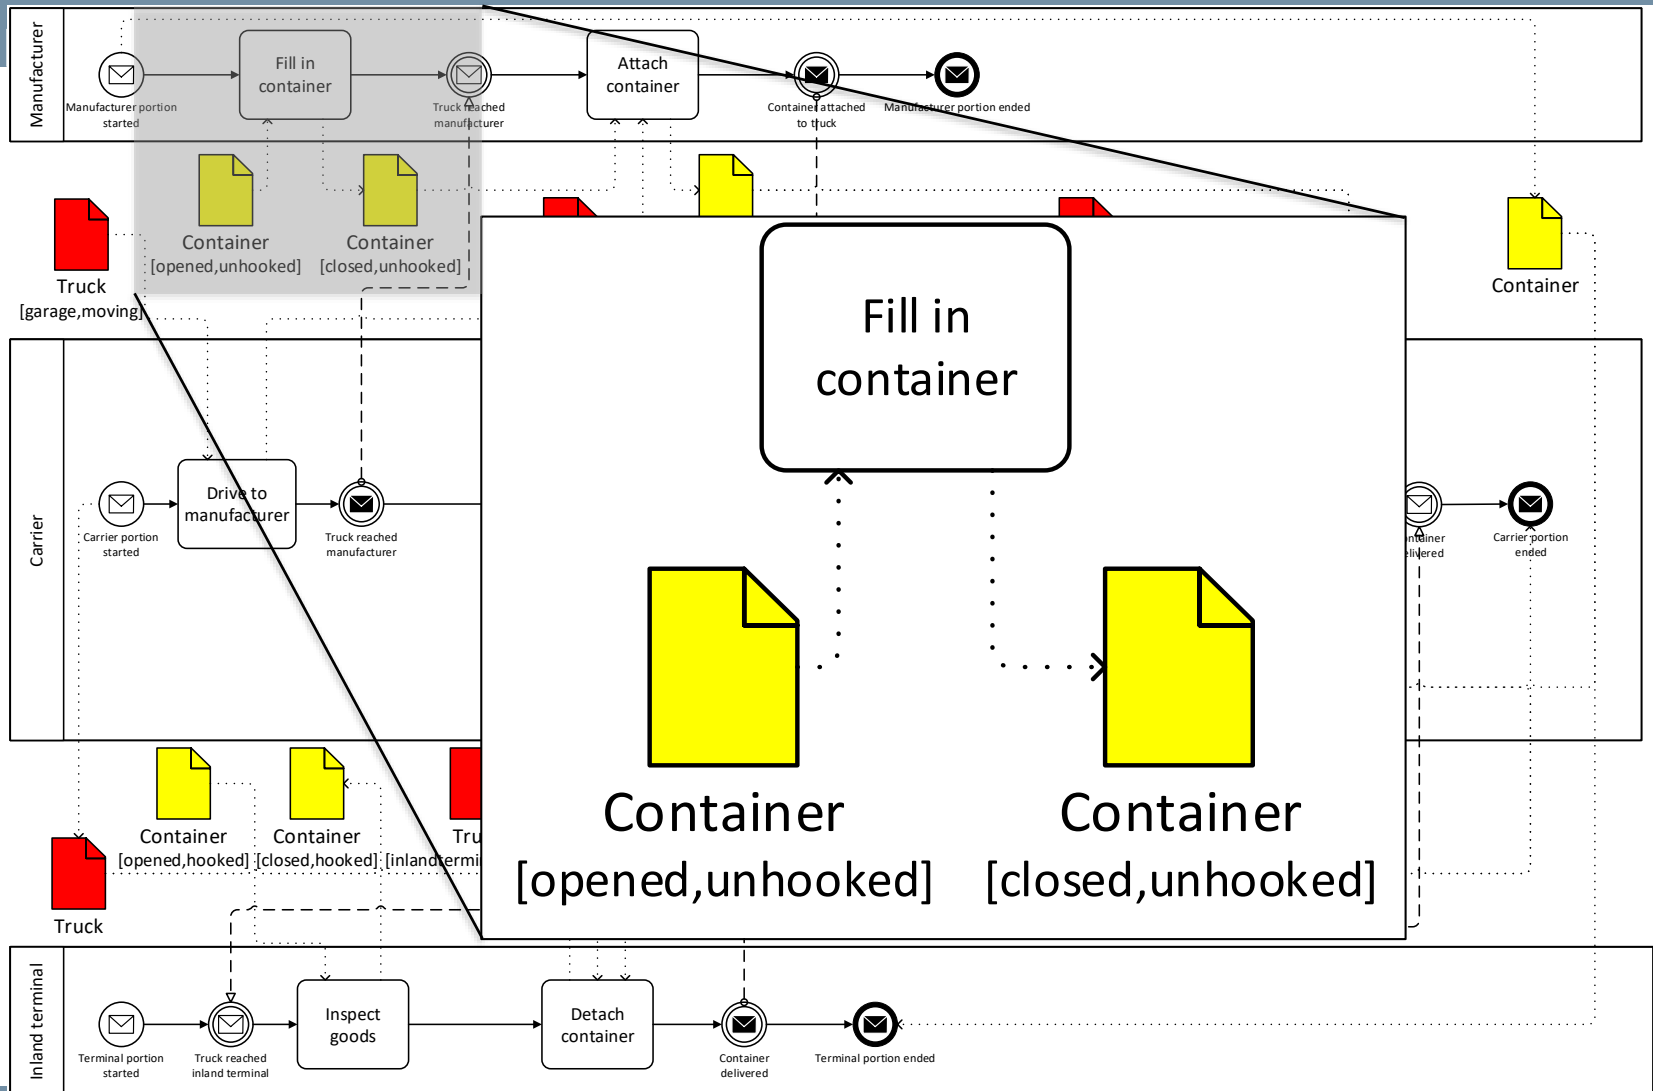 Manufacturer
Manufacturer portion
started
Fill in
container
Truck reached
manufacturer
Attach
container
Container attached
to truck
Manufacturer portion ended
Truck
[garage,moving]
Container
[opened,unhooked]
Container
[closed,unhooked]
Container
Fill in
container
Container
[opened,unhooked]
Container
[closed,unhooked]
Carrier
Carrier portion
started
Drive to
manufacturer
Truck reached
manufacturer
Carrier portion
ended
Container
[opened,hooked]
Container
[closed,hooked]
Truck
Inland terminal
Terminal portion
started
Truck reached
inland terminal
Inspect
goods
Detach
container
Container
delivered
Terminal portion ended